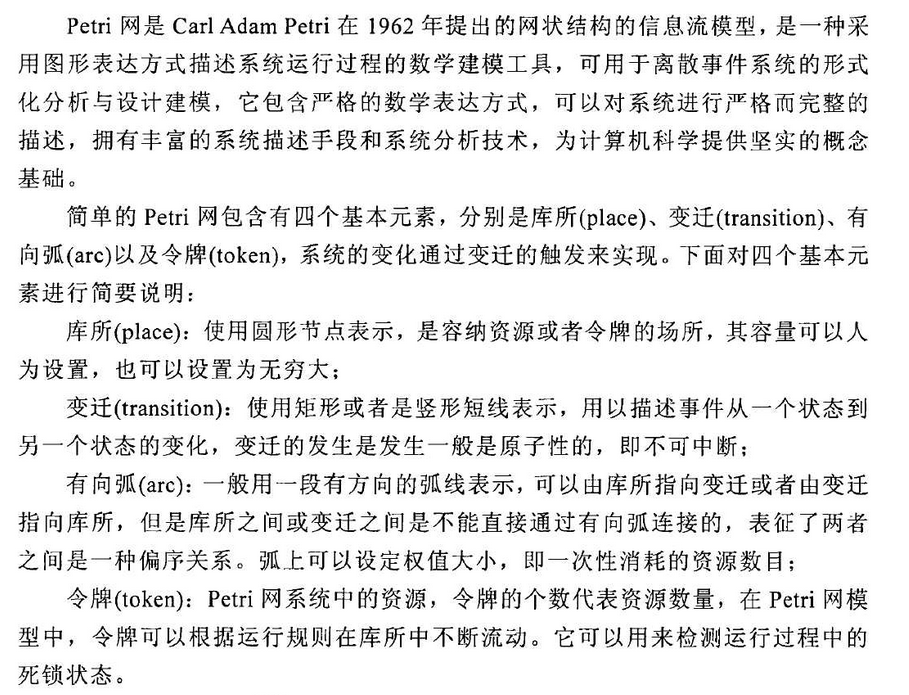 Petri 网是 Carl Adam Petri 在 1962 年提出的网状结构的信息流模型，是一种采
用图形表达方式描述系统运行过程的数学建模工具，可用于离散事件系统的形式
化分析与设计建模，它包含严格的数学表达方式，可以对系统进行严格而完整的
描述，拥有丰富的系统描述手段和系统分析技术，为计算机科学提供坚实的概念
基础。
简单的 Petri 网包含有四个基本元素，分别是库所(place)、变迁(transition)、有
向弧(arc)以及令牌(token)，系统的变化通过变迁的触发来实现。下面对四个基本元
素进行简要说明：
库所(place)：使用圆形节点表示，是容纳资源或者令牌的场所，其容量可以人
为设置，也可以设置为无穷大；
变迁(transition)：使用矩形或者是竖形短线表示，用以描述事件从一个状态到
另一个状态的变化，变迁的发生是发生一般是原子性的，即不可中断；
有向弧(arc)：一般用一段有方向的弧线表示，可以由库所指向变迁或者由变迁
指向库所，但是库所之间或变迁之间是不能直接通过有向弧连接的，表征了两者
之间是一种偏序关系。弧上可以设定权值大小，即一次性消耗的资源数目；
令牌(token)：Petri 网系统中的资源，令牌的个数代表资源数量，在 Petri 网模
型中，令牌可以根据运行规则在库所中不断流动。它可以用来检测运行过程中的
死锁状态。